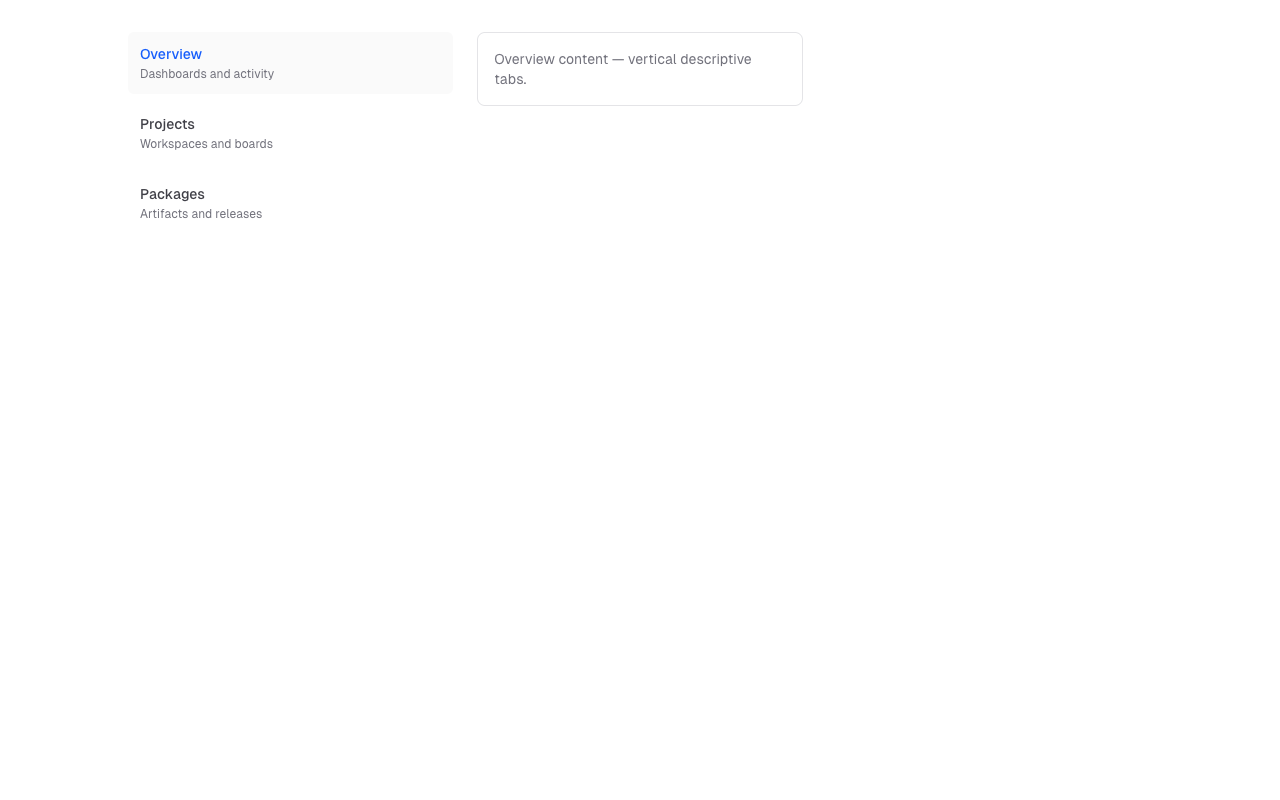 Overview
Dashboards and activity
Projects
Workspaces and boards
Packages
Artifacts and releases
Overview content — vertical descriptive
tabs.